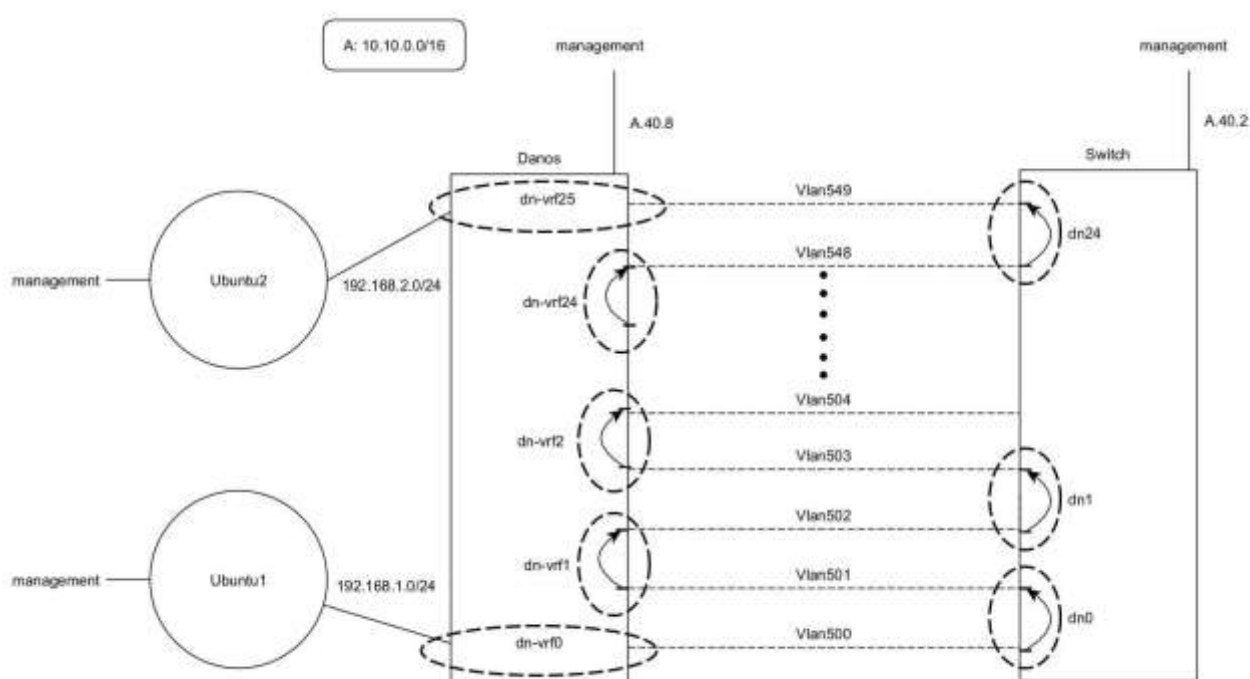 A: 10.10.0.0/16
management
management
A.40.8
A.40.2
Danos
Switch
dn-vrf25
Vlan549
dn24
Vlan548
management
Ubuntu2
192.168.2.0/24
dn-vrf24
Vlan504
dn-vrf2
Vlan503
dn1
Vlan502
dn-vrf1
Vlan501
management
Ubuntu1
192.168.1.0/24
dn0
Vlan500
dn-vrf0